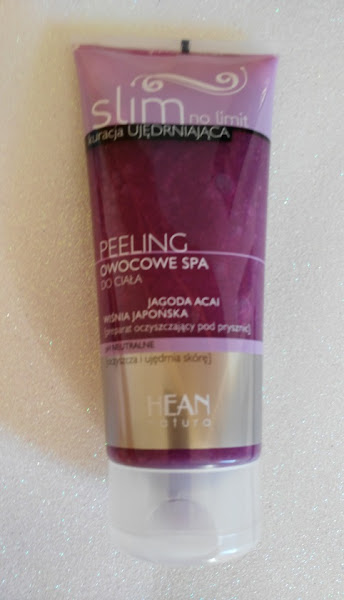 slim no limit
kuracja UJĘDRNIAJĄCA
PEELING
OWOCOWE SPA
DO CIAŁA
JAGODA ACAI
WIŚNIA JAPOŃSKA
[preparat oczyszczający pod prysznic]
pH NEUTRALNE
[oczyszcza i ujędrnia skórę]
HEAN
natura